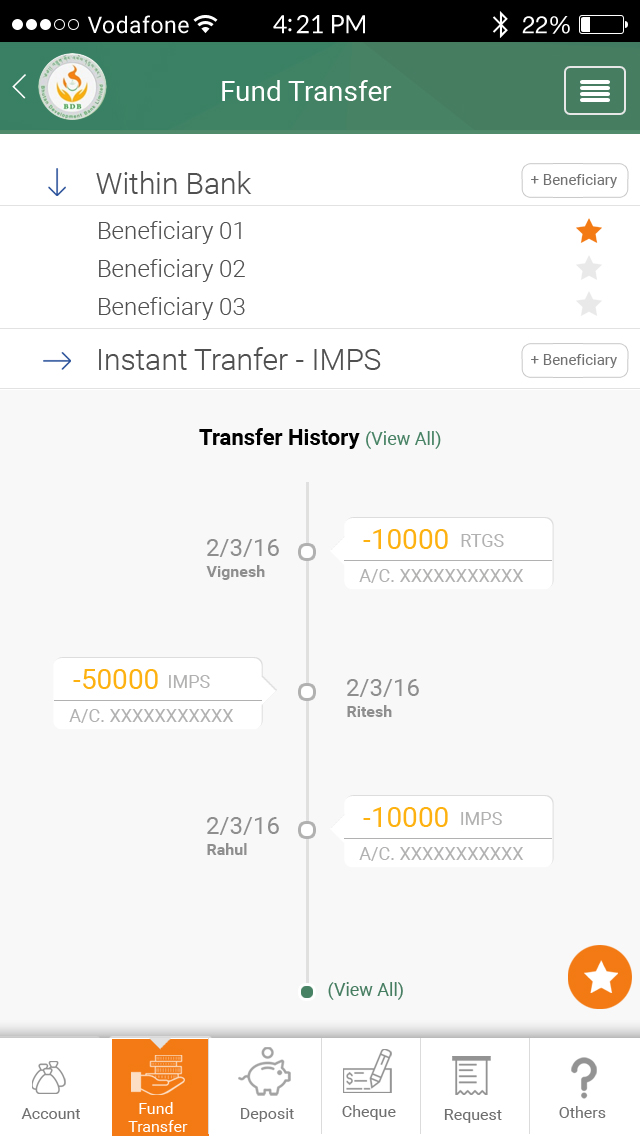 Vodafone 4:21 PM 22%
BDB
Fund Transfer
Within Bank
+ Beneficiary
Beneficiary 01
Beneficiary 02
Beneficiary 03
Instant Tranfer - IMPS
+ Beneficiary
Transfer History (View All)
2/3/16
Vignesh
-10000 RTGS
A/C. XXXXXXXXXXX
-50000 IMPS
A/C. XXXXXXXXXXX
2/3/16
Ritesh
2/3/16
Rahul
-10000 IMPS
A/C. XXXXXXXXXXX
(View All)
Account
Fund
Transfer
Deposit
Cheque
Request
Others